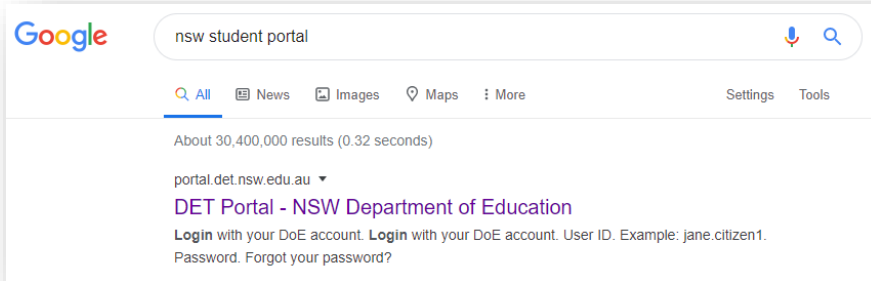 Google
nsw student portal
All News Images Maps More Settings Tools
About 30,400,000 results (0.32 seconds)
portal.det.nsw.edu.au
DET Portal - NSW Department of Education
Login with your DoE account. Login with your DoE account. User ID. Example: jane.citizen1.
Password. Forgot your password?